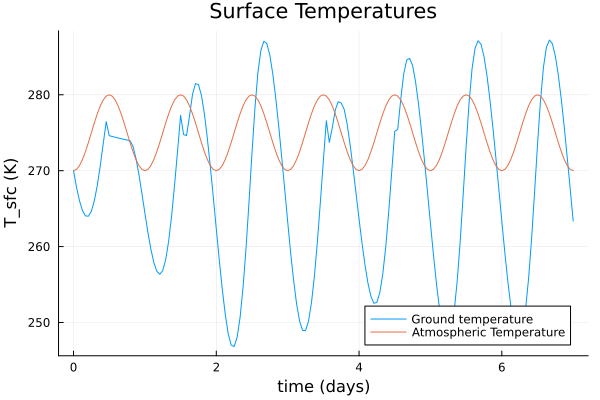 Surface Temperatures
T_sfc (K)
280
270
260
250
0
2
4
6
time (days)
Ground temperature
Atmospheric Temperature